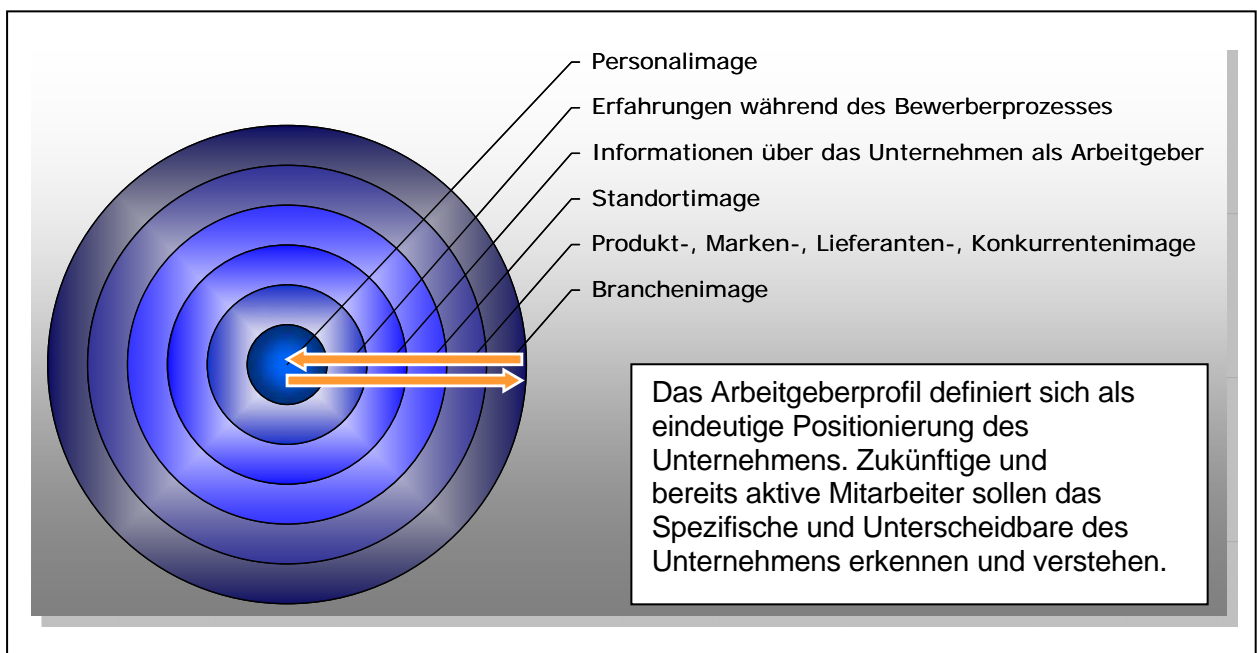 Personalimage
Erfahrungen während des Bewerberprozesses
Informationen über das Unternehmen als Arbeitgeber
Standortimage
Produkt-, Marken-, Lieferanten-, Konkurrentenimage
Branchenimage
Das Arbeitgeberprofil definiert sich als
eindeutige Positionierung des
Unternehmens. Zukünftige und
bereits aktive Mitarbeiter sollen das
Spezifische und Unterscheidbare des
Unternehmens erkennen und verstehen.